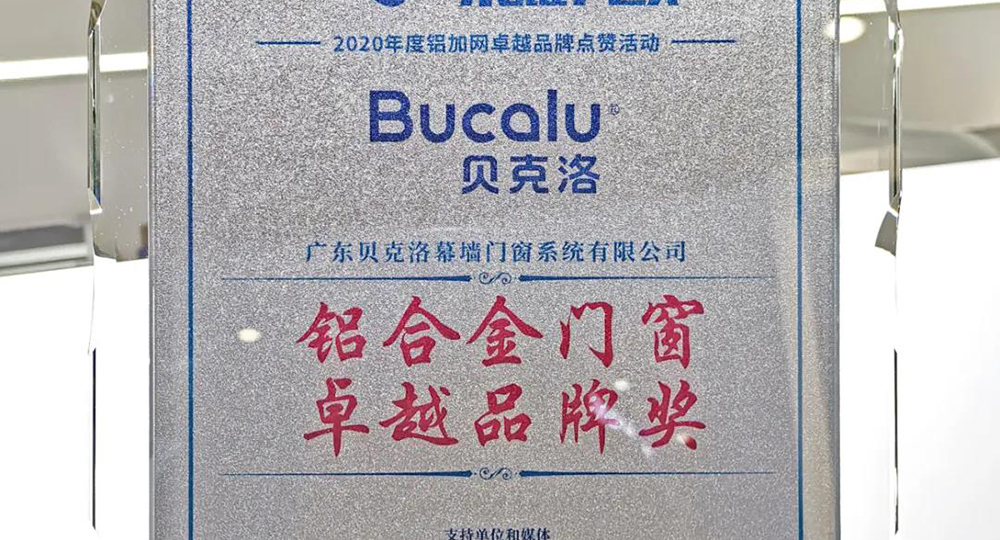 2020年度铝加网卓越品牌点赞活动
Bucalu®
贝克洛
广东贝克洛幕墙门窗系统有限公司
铝合金门窗
卓越品牌奖
支持单位和媒体